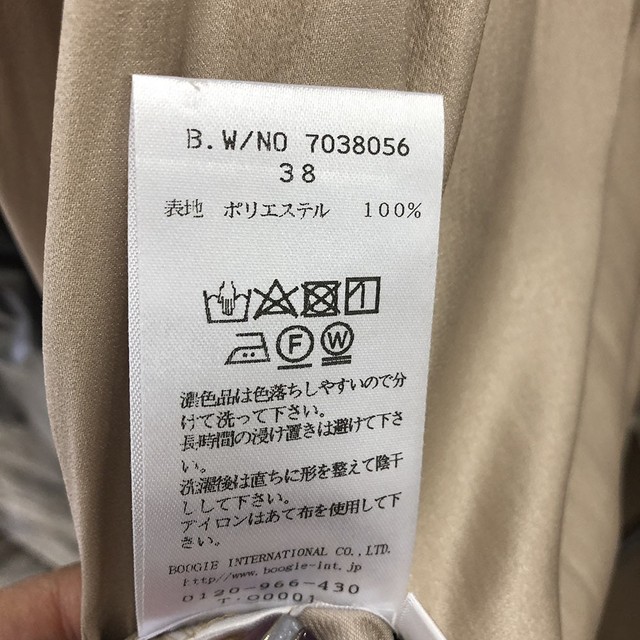 B.W/NO 7038056
38
表地 ポリエステル 100%
F W
濃色品は色落ちしやすいので分
けて洗って下さい。
長時間の浸け置きは避けて下さ
い。
洗濯後は直ちに形を整えて陰干
しして下さい。
アイロンはあて布を使用して下
さい。
BOOGIE INTERNATIONAL CO.,LTD.
http//www.boogie-int.jp
0120-966-430
T:00001